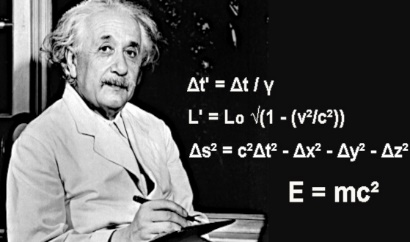 Δt' = Δt / γ
L' = Lo √(1 - (v²/c²))
Δs² = c²Δt² - Δx² - Δy² - Δz²
E = mc²